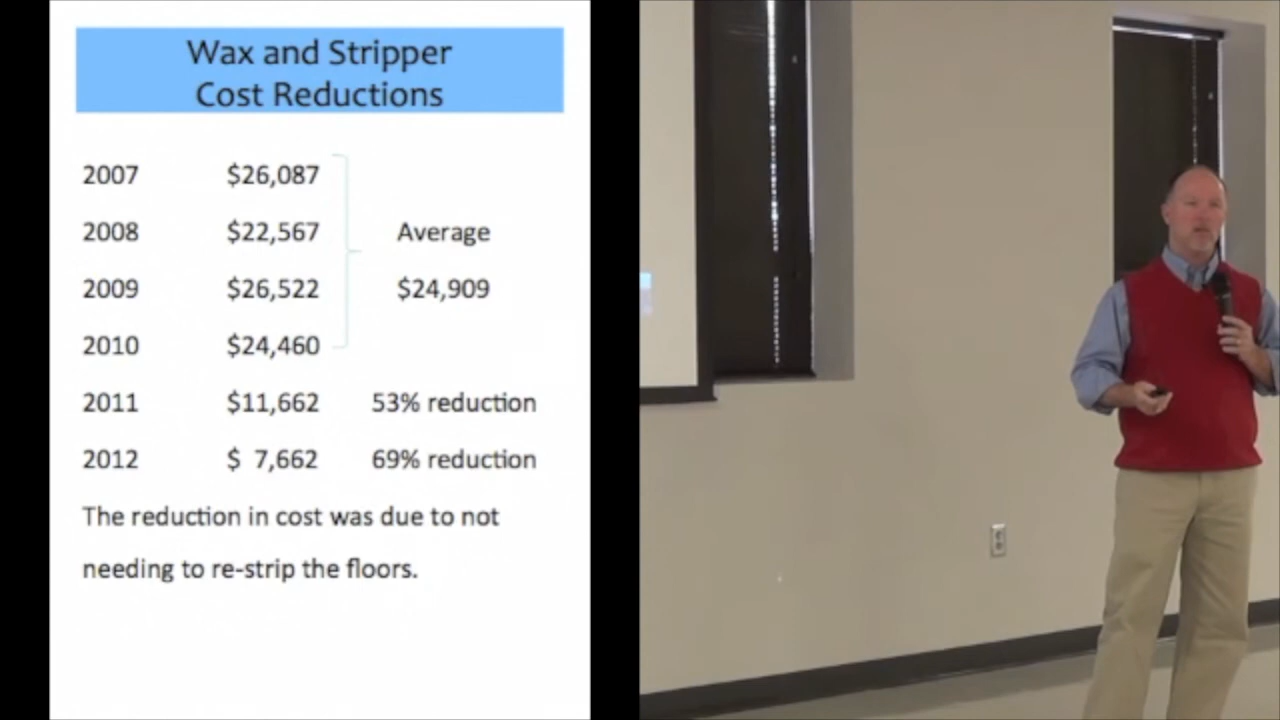 Wax and Stripper
Cost Reductions
2007 $26,087
2008 $22,567 Average
2009 $26,522 $24,909
2010 $24,460
2011 $11,662 53% reduction
2012 $ 7,662 69% reduction
The reduction in cost was due to not
needing to re-strip the floors.